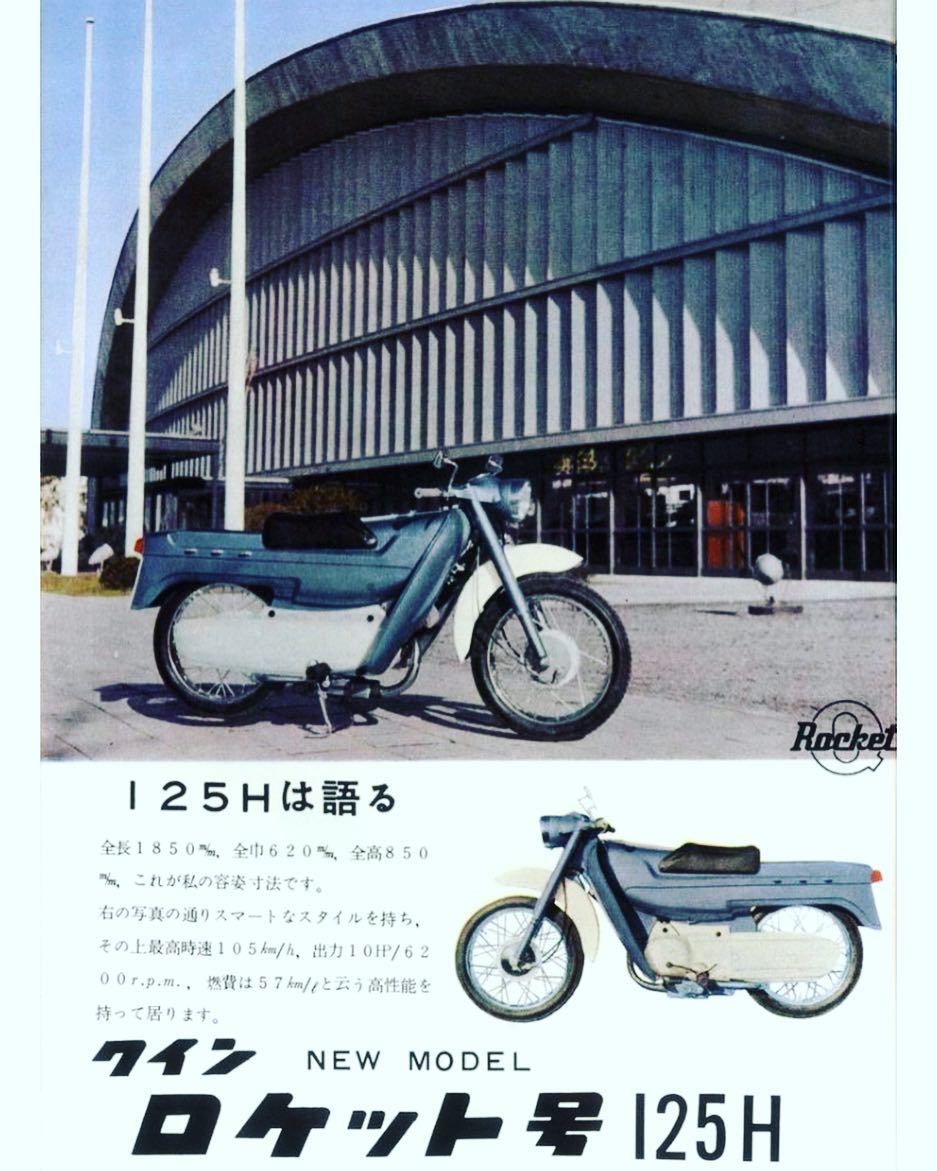 Rocket
125Hは語る
全長1850㎜，全巾620㎜，全高850
㎜，これが私の容姿寸法です。
右の写真の通りスマートなスタイルを持ち，
その上最高時速105km/h，出力10HP/62
00r.p.m.，燃費は57km/ℓと云う高性能を
持って居ります。
クイン NEW MODEL
ロケット号 125H